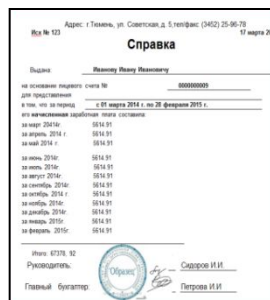 Адрес: г.Тюмень, ул. Советская, д. 5,тел/факс: (3452) 25-96-78
Исх № 123 17 марта 20
Справка
Выдана: Иванову Ивану Ивановичу
на основании лицевого счета № 0000000009
для представления
в том, что за период с 01 марта 2014 г. по 28 февраля 2015 г.
его начисленная заработная плата составила:
за март 20414г. 5614.91
за апрель 2014 г. 5614.91
за май 2014 г. 5614.91
за июнь 2014г. 5614.91
за июль 2014г. 5614.91
за август 2014г. 5614.91
за сентябрь 2014г. 5614.91
за октябрь 2014 г. 5614.91
за ноябрь 2014г. 5614.91
за декабрь 2014г. 5614.91
за январь 2015г. 5614.91
за февраль 2015г. 5614.91
Итого: 67378, 92
Руководитель: Сидоров И.И
Образец
Главный бухгалтер: Петрова И.И